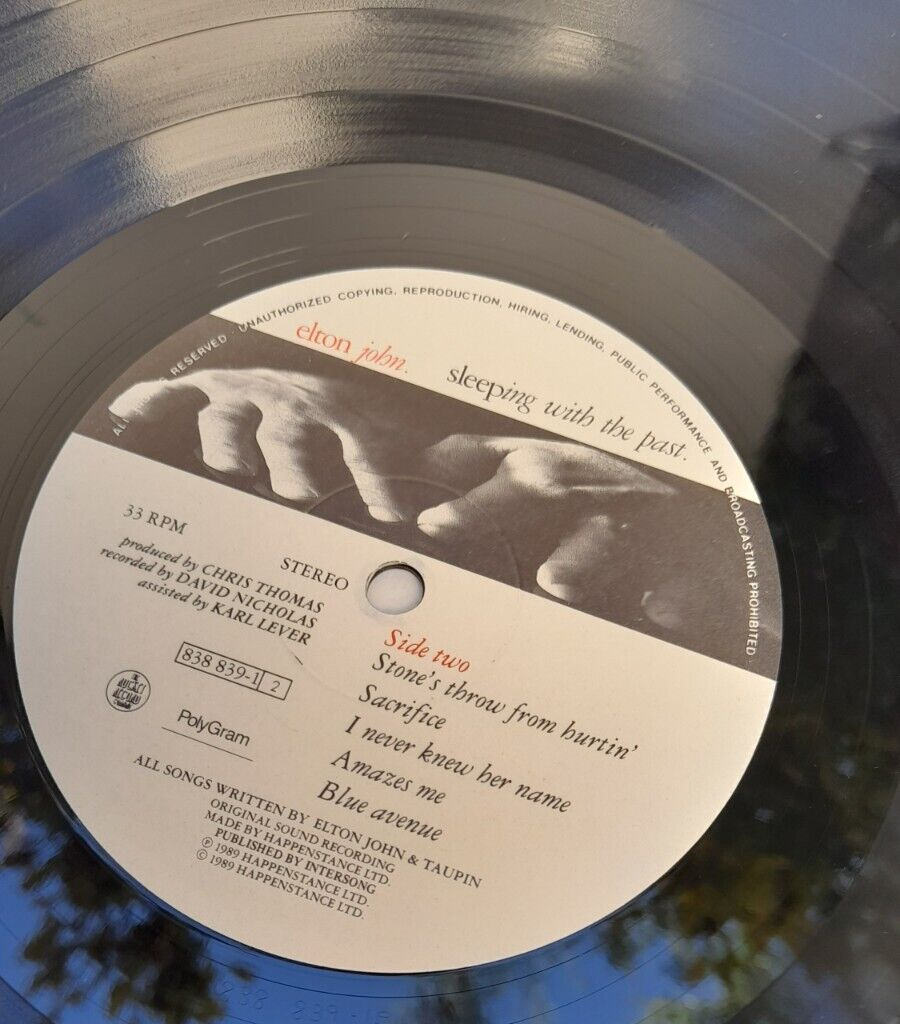 ALL RIGHTS RESERVED. UNAUTHORIZED COPYING, REPRODUCTION, HIRING, LENDING, PUBLIC PERFORMANCE AND BROADCASTING PROHIBITED
elton john.
sleeping with the past.
33 RPM
STEREO
produced by CHRIS THOMAS
recorded by DAVID NICHOLAS
assisted by KARL LEVER
838 839-1 2
PolyGram
Side two
Stone's throw from hurtin'
Sacrifice
I never knew her name
Amazes me
Blue avenue
ALL SONGS WRITTEN BY ELTON JOHN & TAUPIN
ORIGINAL SOUND RECORDING
MADE BY HAPPENSTANCE LTD.
PUBLISHED BY INTERSONG
℗ 1989 HAPPENSTANCE LTD.
© 1989 HAPPENSTANCE LTD.